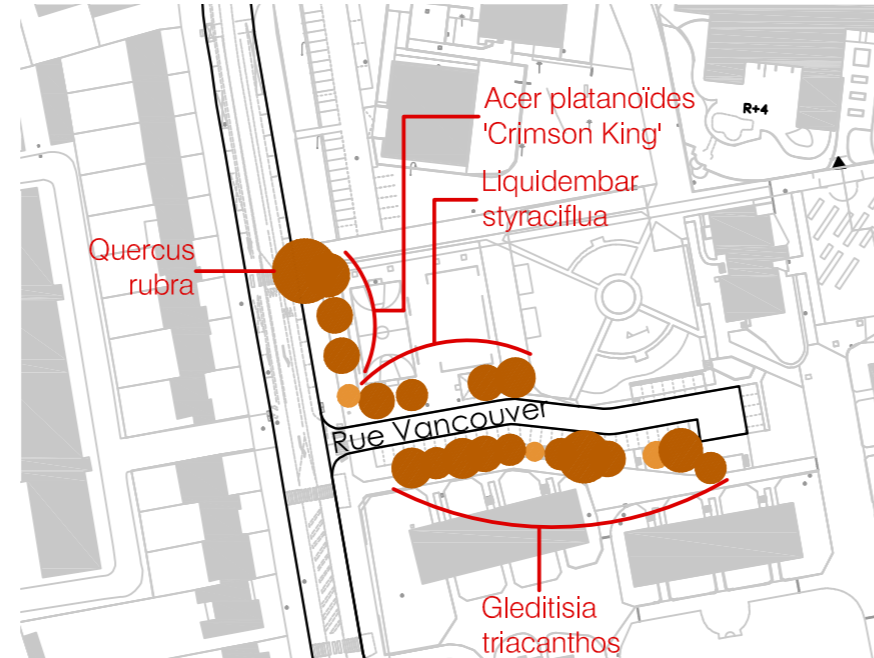 Acer platanoïdes
'Crimson King'
R+4
Liquidembar
styraciflua
Quercus
rubra
Rue Vancouver
Gleditisia
triacanthos